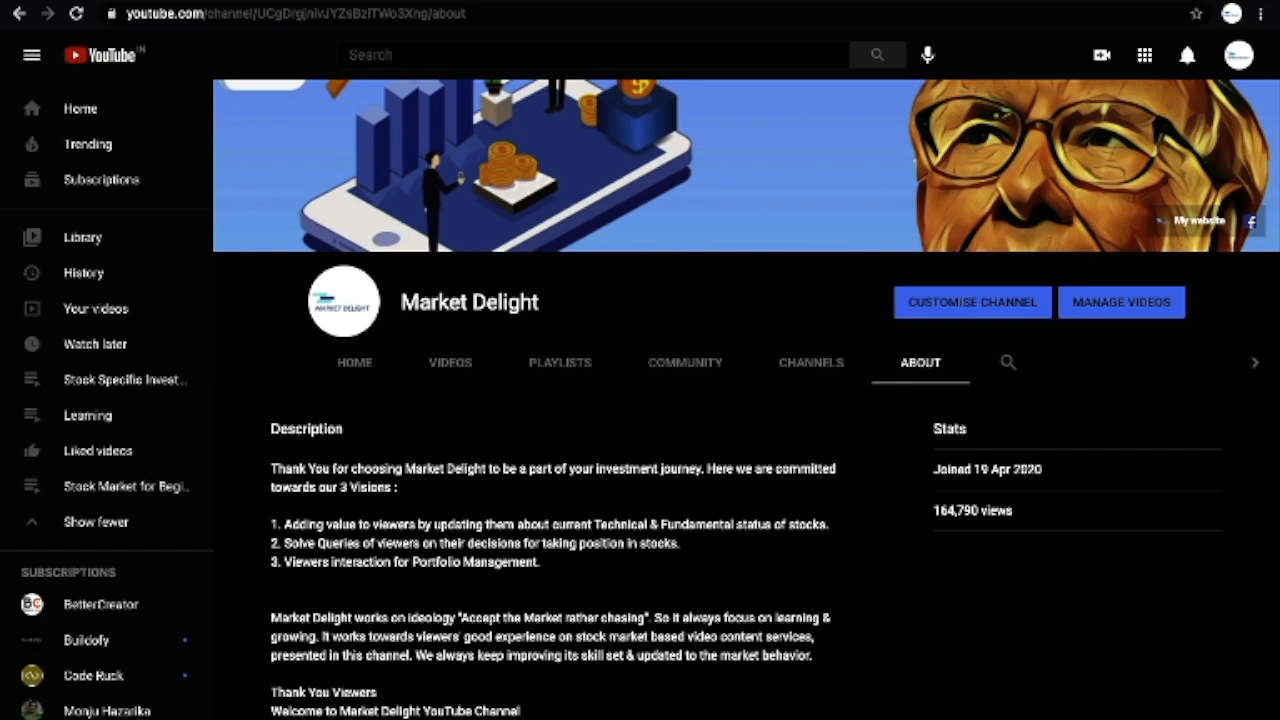 youtube.com/channel/UCgDrgjnivJYZsBzlTWo3Xng/about
YouTube IN
Search
Home
Trending
Subscriptions
Library
History
Your videos
Watch later
Stock Specific Invest...
Learning
Liked videos
Stock Market for Begi...
Show fewer
SUBSCRIPTIONS
BetterCreator
Buildofy
Code Ruck
Monju Hazarika
My website
MARKET DELIGHT
Market Delight
CUSTOMISE CHANNEL
MANAGE VIDEOS
HOME
VIDEOS
PLAYLISTS
COMMUNITY
CHANNELS
ABOUT
Description
Thank You for choosing Market Delight to be a part of your investment journey. Here we are committed
towards our 3 Visions :
1. Adding value to viewers by updating them about current Technical & Fundamental status of stocks.
2. Solve Queries of viewers on their decisions for taking position in stocks.
3. Viewers interaction for Portfolio Management.
Market Delight works on ideology "Accept the Market rather chasing". So it always focus on learning &
growing. It works towards viewers' good experience on stock market based video content services,
presented in this channel. We always keep improving its skill set & updated to the market behavior.
Thank You Viewers
Welcome to Market Delight YouTube Channel
Stats
Joined 19 Apr 2020
164,790 views